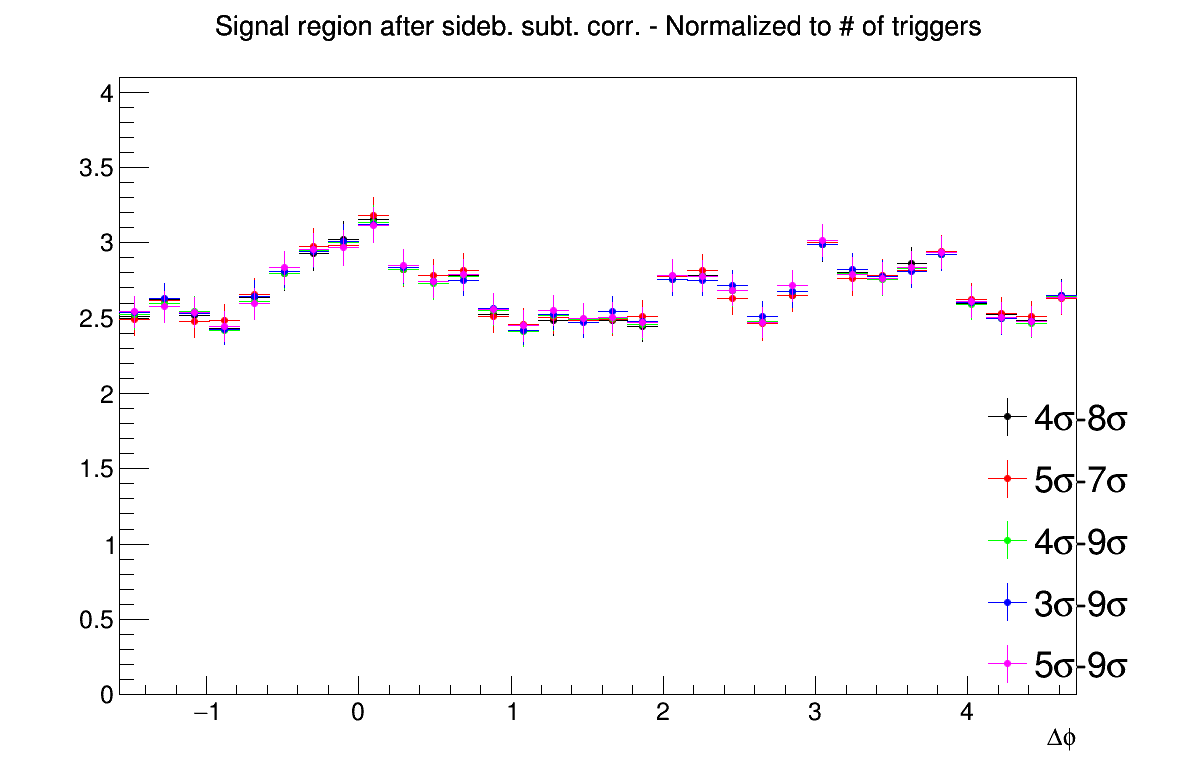 Signal region after sideb. subt. corr. - Normalized to # of triggers
4
3.5
3
2.5
2
1.5
1
0.5
0
4σ-8σ
5σ-7σ
4σ-9σ
3σ-9σ
5σ-9σ
−1 0 1 2 3 4
Δϕ